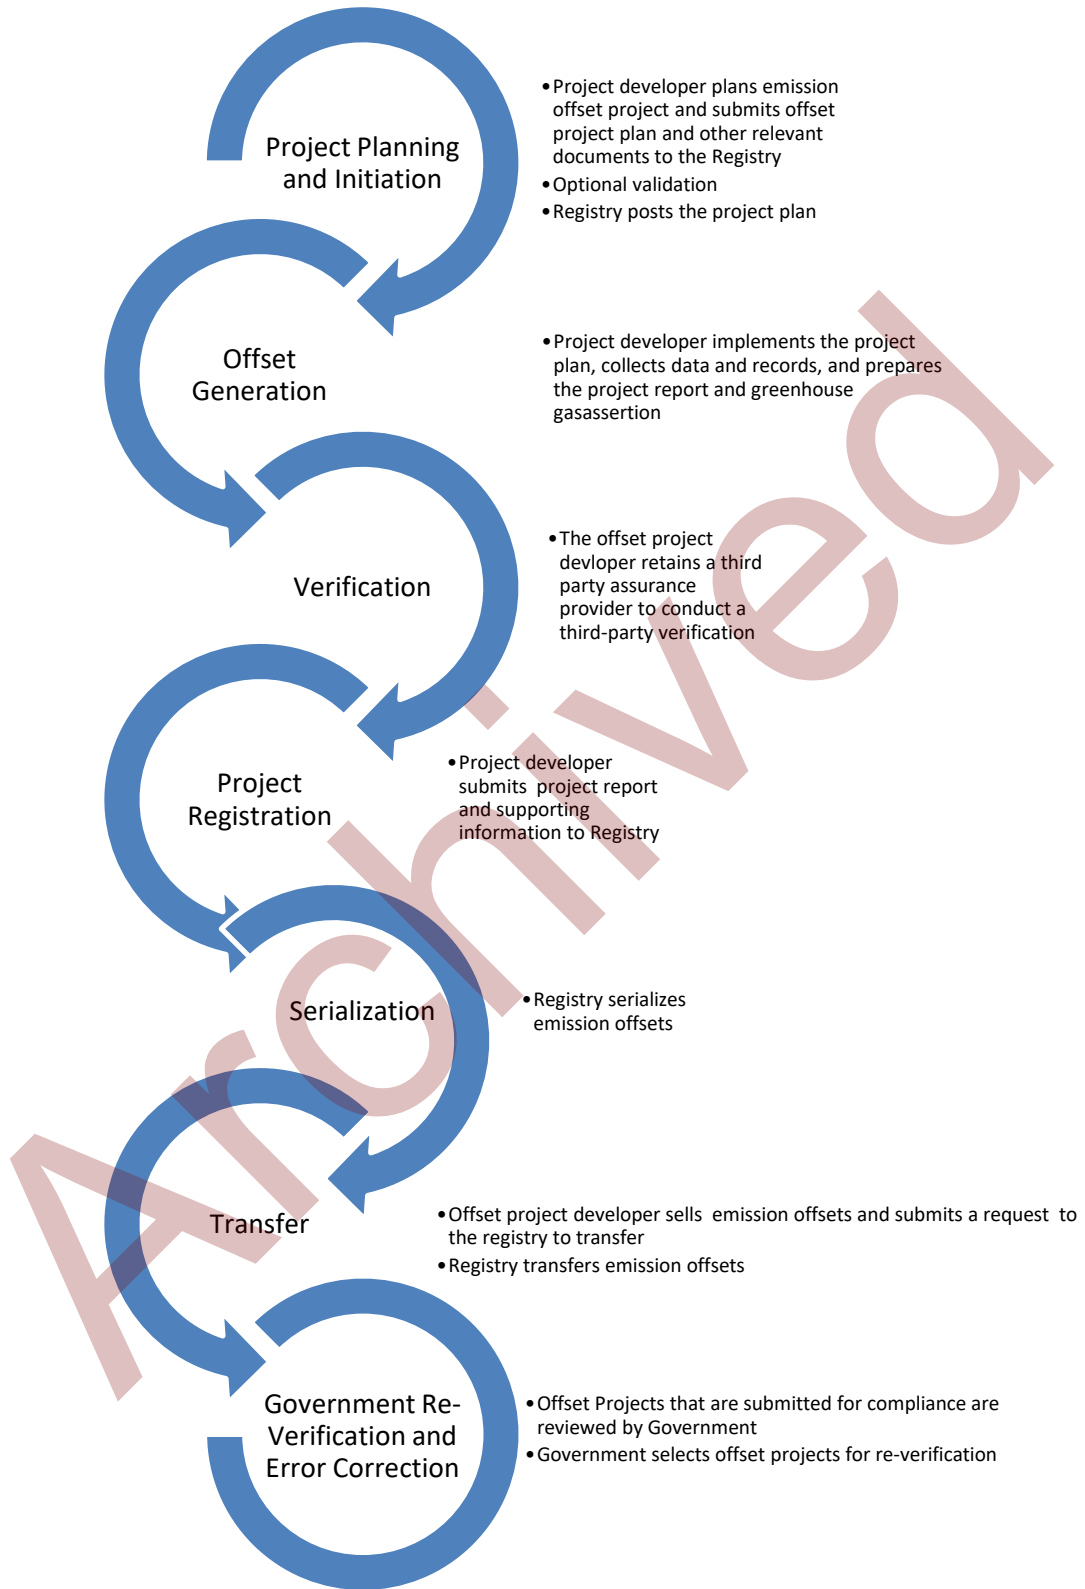 Project Planning
and Initiation
•Project developer plans emission
offset project and submits offset
project plan and other relevant
documents to the Registry
•Optional validation
•Registry posts the project plan
Offset
Generation
•Project developer implements the project
plan, collects data and records, and prepares
the project report and greenhouse
gasassertion
Verification
•The offset project
devloper retains a third
party assurance
provider to conduct a
third-party verification
Project
Registration
•Project developer
submits project report
and supporting
information to Registry
Serialization
•Registry serializes
emission offsets
Transfer
•Offset project developer sells emission offsets and submits a request to
the registry to transfer
•Registry transfers emission offsets
Government Re-
Verification and
Error Correction
•Offset Projects that are submitted for compliance are
reviewed by Government
•Government selects offset projects for re-verification
Archived